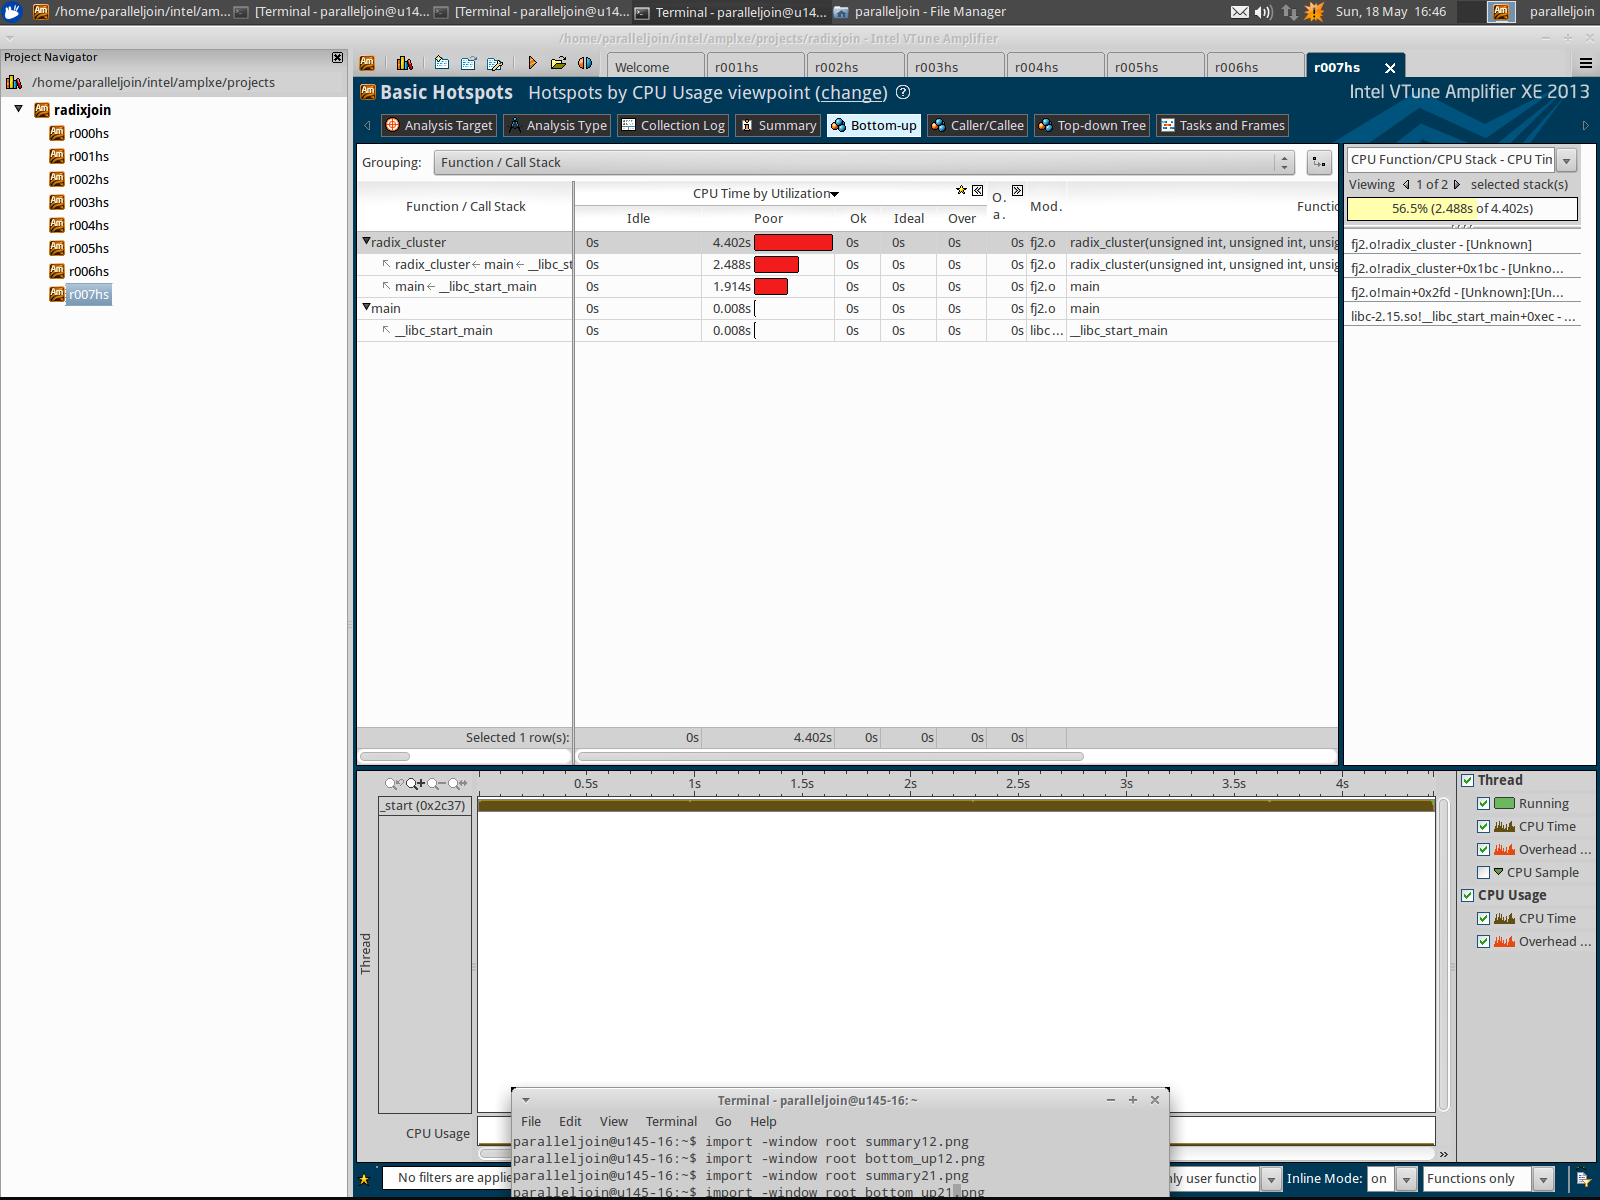 /home/paralleljoin/intel/am...
[Terminal - paralleljoin@u14...
[Terminal - paralleljoin@u14...
Terminal - paralleljoin@u14...
paralleljoin - File Manager
Sun, 18 May 16:46
paralleljoin
/home/paralleljoin/intel/amplxe/projects/radixjoin - Intel VTune Amplifier
Project Navigator
/home/paralleljoin/intel/amplxe/projects
radixjoin
r000hs
r001hs
r002hs
r003hs
r004hs
r005hs
r006hs
r007hs
Welcome r001hs r002hs r003hs r004hs r005hs r006hs r007hs
Basic Hotspots Hotspots by CPU Usage viewpoint (change)
Intel VTune Amplifier XE 2013
Analysis Target Analysis Type Collection Log Summary Bottom-up Caller/Callee Top-down Tree Tasks and Frames
Grouping: Function / Call Stack
Function / Call Stack
CPU Time by Utilization
O. a.
Mod.
Functio
Idle Poor Ok Ideal Over
radix_cluster 0s 4.402s 0s 0s 0s 0s fj2.o radix_cluster(unsigned int, unsigned int, unsig
radix_cluster ← main ← __libc_st 0s 2.488s 0s 0s 0s 0s fj2.o radix_cluster(unsigned int, unsigned int, unsig
main ← __libc_start_main 0s 1.914s 0s 0s 0s 0s fj2.o main
main 0s 0.008s 0s 0s 0s 0s fj2.o main
__libc_start_main 0s 0.008s 0s 0s 0s 0s libc ... __libc_start_main
Selected 1 row(s): 0s 4.402s 0s 0s 0s 0s
CPU Function/CPU Stack - CPU Tin
Viewing 1 of 2 selected stack(s)
56.5% (2.488s of 4.402s)
fj2.o!radix_cluster - [Unknown]
fj2.o!radix_cluster+0x1bc - [Unkno...
fj2.o!main+0x2fd - [Unknown]:[Un...
libc-2.15.so!__libc_start_main+0xec - ...
0.5s 1s 1.5s 2s 2.5s 3s 3.5s 4s
_start (0x2c37)
Thread
CPU Usage
Thread
Running
CPU Time
Overhead ...
CPU Sample
CPU Usage
CPU Time
Overhead ...
Terminal - paralleljoin@u145-16: ~
File Edit View Terminal Go Help
paralleljoin@u145-16:~$ import -window root summary12.png
paralleljoin@u145-16:~$ import -window root bottom_up12.png
paralleljoin@u145-16:~$ import -window root summary21.png
paralleljoin@u145-16:~$ import -window root bottom_up21.png
No filters are applie
ly user functio
Inline Mode: on
Functions only